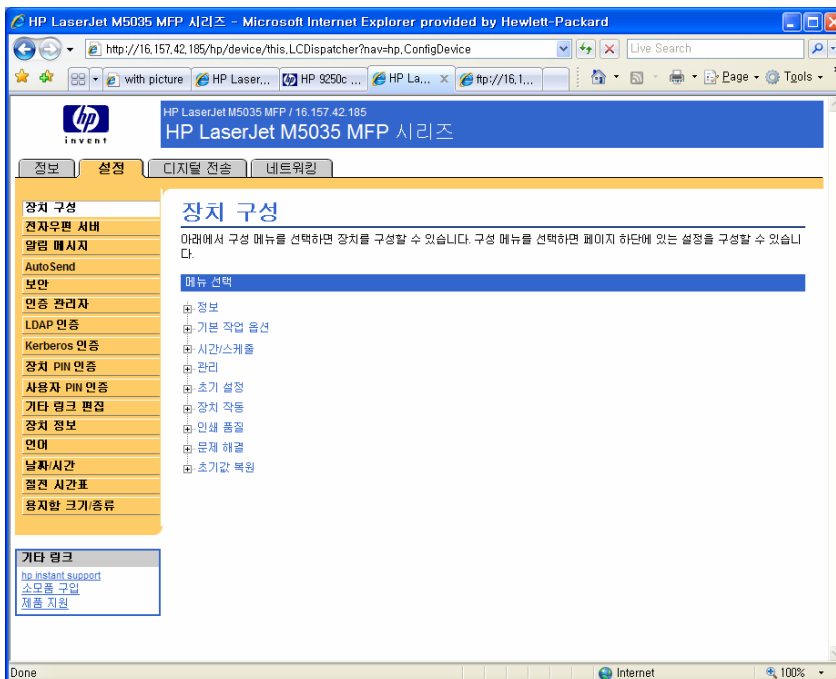 HP LaserJet M5035 MFP 시리즈 - Microsoft Internet Explorer provided by Hewlett-Packard
http://16,157,42,185/hp/device/this,LCDispatcher?nav=hp,ConfigDevice
Live Search
with picture HP Laser... HP 9250c ... HP La... ftp://16,1... Page Tools
hp
invent
HP LaserJet M5035 MFP / 16.157.42.185
HP LaserJet M5035 MFP 시리즈
정보 설정 디지털 전송 네트워킹
장치 구성
전자우편 서버
알림 메시지
AutoSend
보안
인증 관리자
LDAP 인증
Kerberos 인증
장치 PIN 인증
사용자 PIN 인증
기타 링크 편집
장치 정보
언어
날짜/시간
절전 시간표
용지함 크기/종류
기타 링크
hp instant support
소모품 구입
제품 지원
장치 구성
아래에서 구성 메뉴를 선택하면 장치를 구성할 수 있습니다. 구성 메뉴를 선택하면 페이지 하단에 있는 설정을 구성할 수 있습니
다.
메뉴 선택
정보
기본 작업 옵션
시간/스케줄
관리
초기 설정
장치 작동
인쇄 품질
문제 해결
초기값 복원
Done Internet 100%